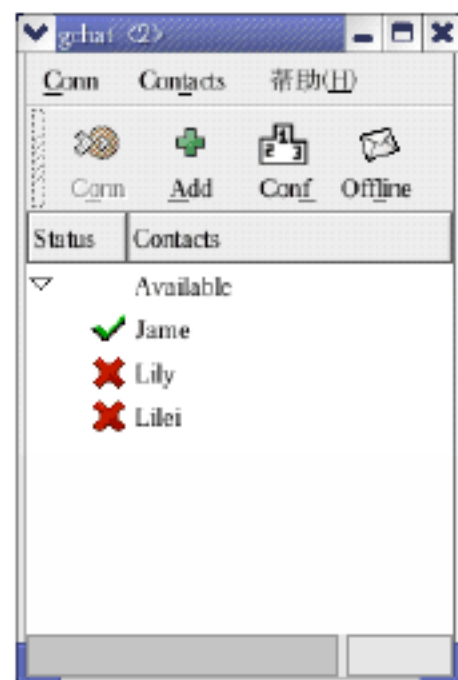 gchat <2>
Conn Contacts 帮助(H)
Conn Add Conf Offline
Status Contacts
Available
Jame
Lily
Lilei